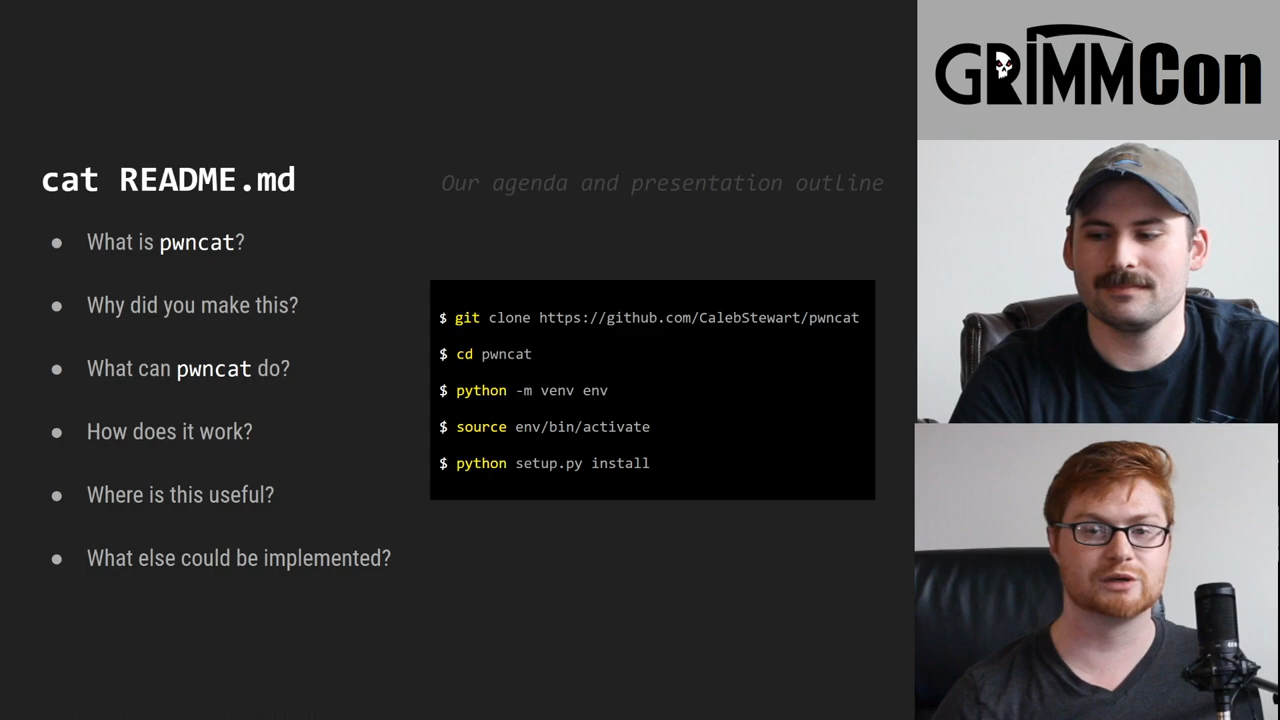 GRIMMCon
cat README.md
Our agenda and presentation outline
● What is pwncat?
● Why did you make this?
● What can pwncat do?
● How does it work?
● Where is this useful?
● What else could be implemented?
$ git clone https://github.com/CalebStewart/pwncat
$ cd pwncat
$ python -m venv env
$ source env/bin/activate
$ python setup.py install